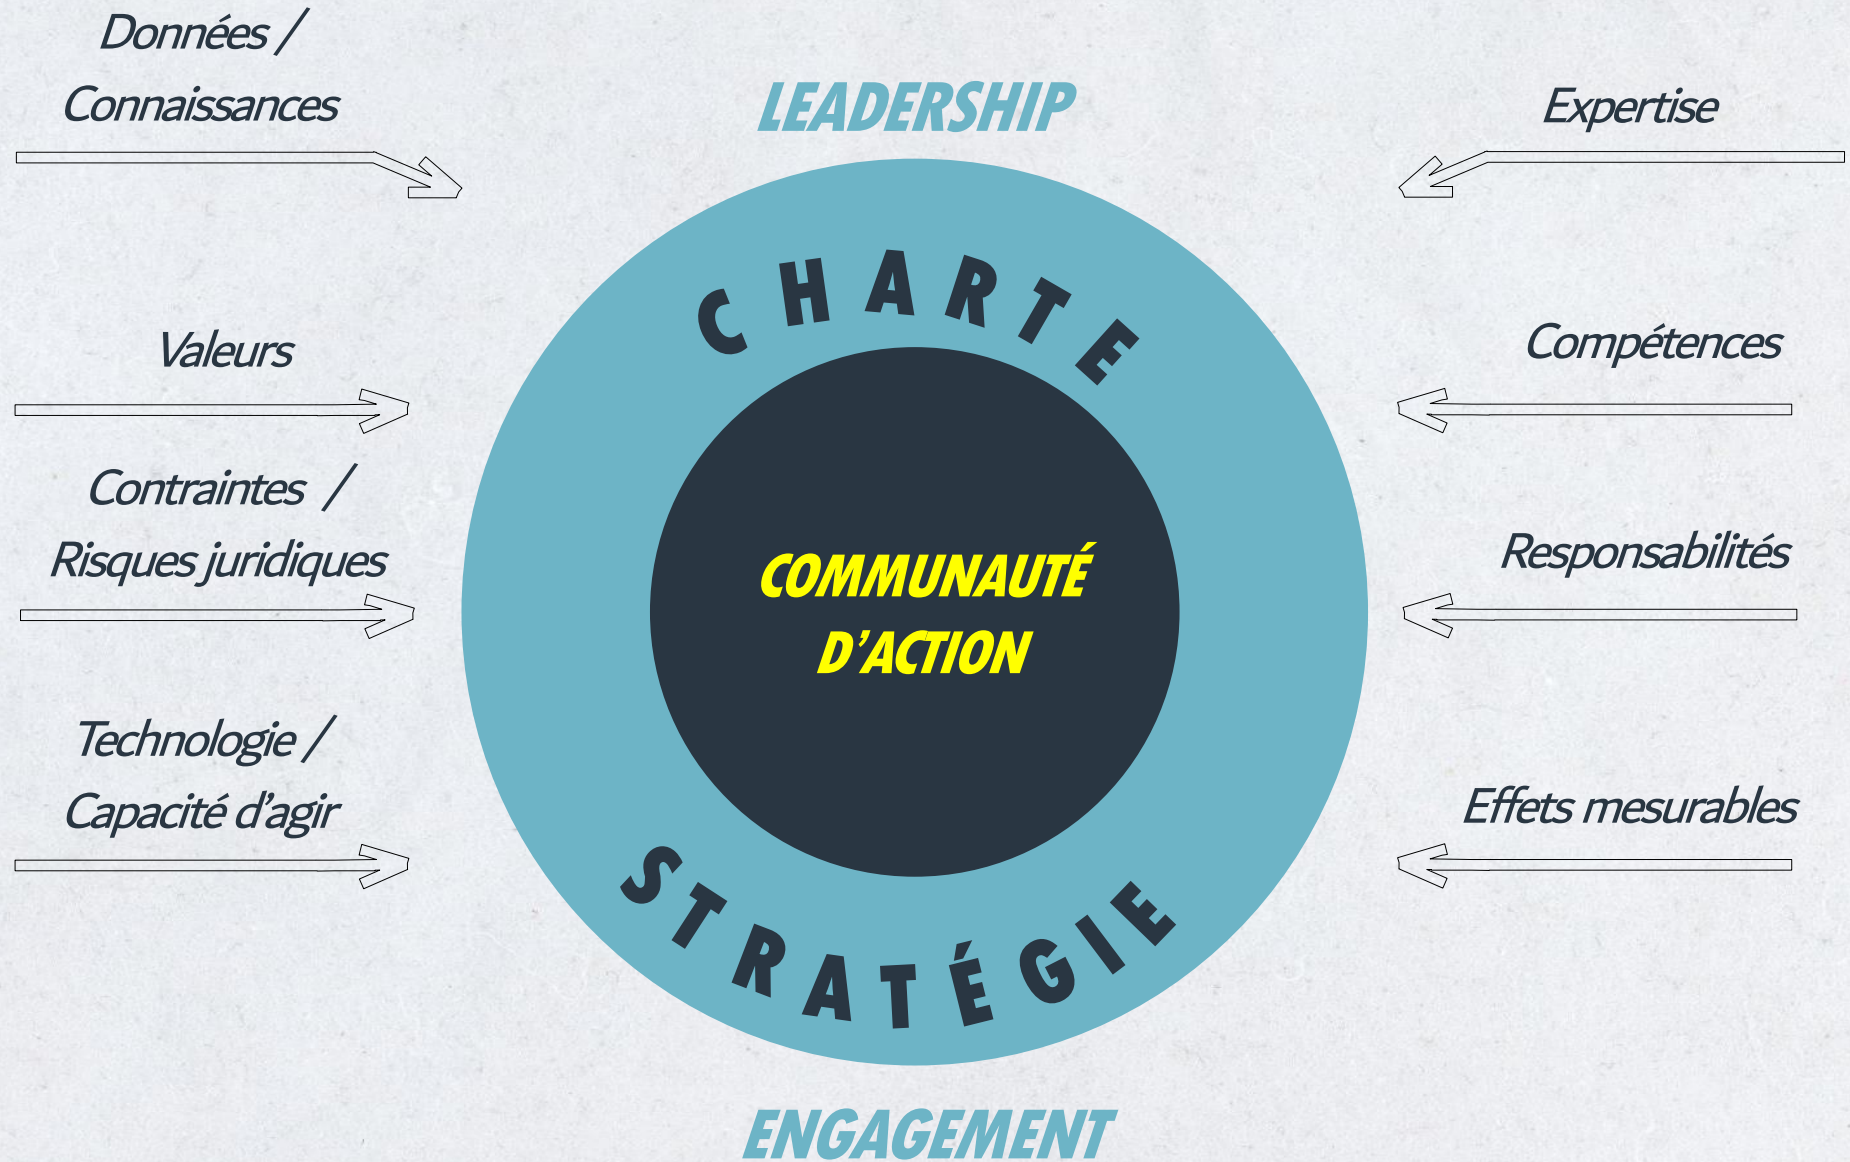 Données /
Connaissances
LEADERSHIP
Expertise
CHARTE
Valeurs
Compétences
Contraintes /
Risques juridiques
Responsabilités
COMMUNAUTÉ
D’ACTION
Technologie /
Capacité d’agir
Effets mesurables
STRATÉGIE
ENGAGEMENT